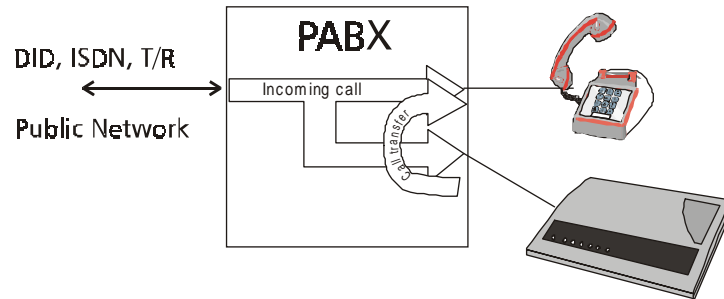 PABX
DID, ISDN, T/R
Incoming call
Public Network
Call transfer